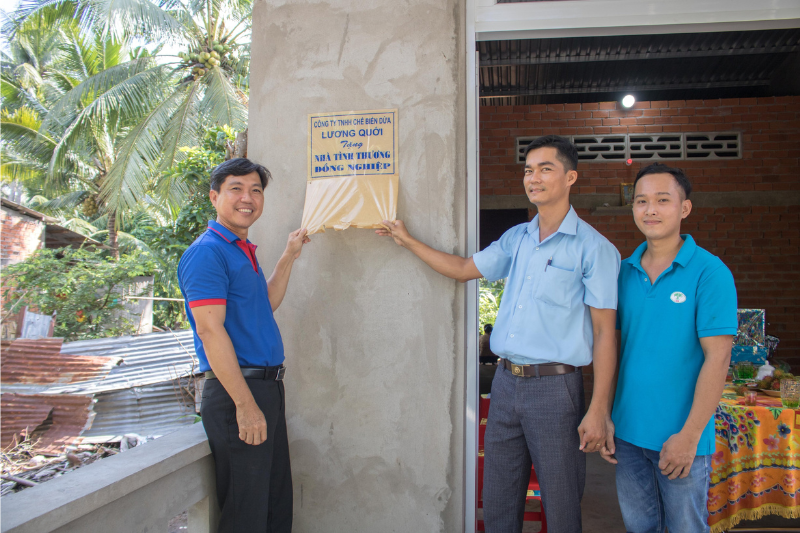 CÔNG TY TNHH CHẾ BIẾN DỪA
LƯƠNG QUỚI
Tặng
NHÀ TÌNH THƯƠNG
ĐỒNG NGHIỆP